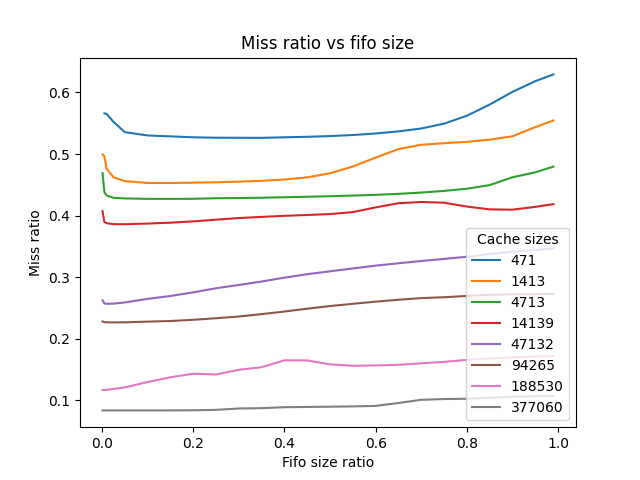 Miss ratio vs fifo size
Miss ratio
0.6
0.5
0.4
0.3
0.2
0.1
Cache sizes
471
1413
4713
14139
47132
94265
188530
377060
0.0 0.2 0.4 0.6 0.8 1.0
Fifo size ratio